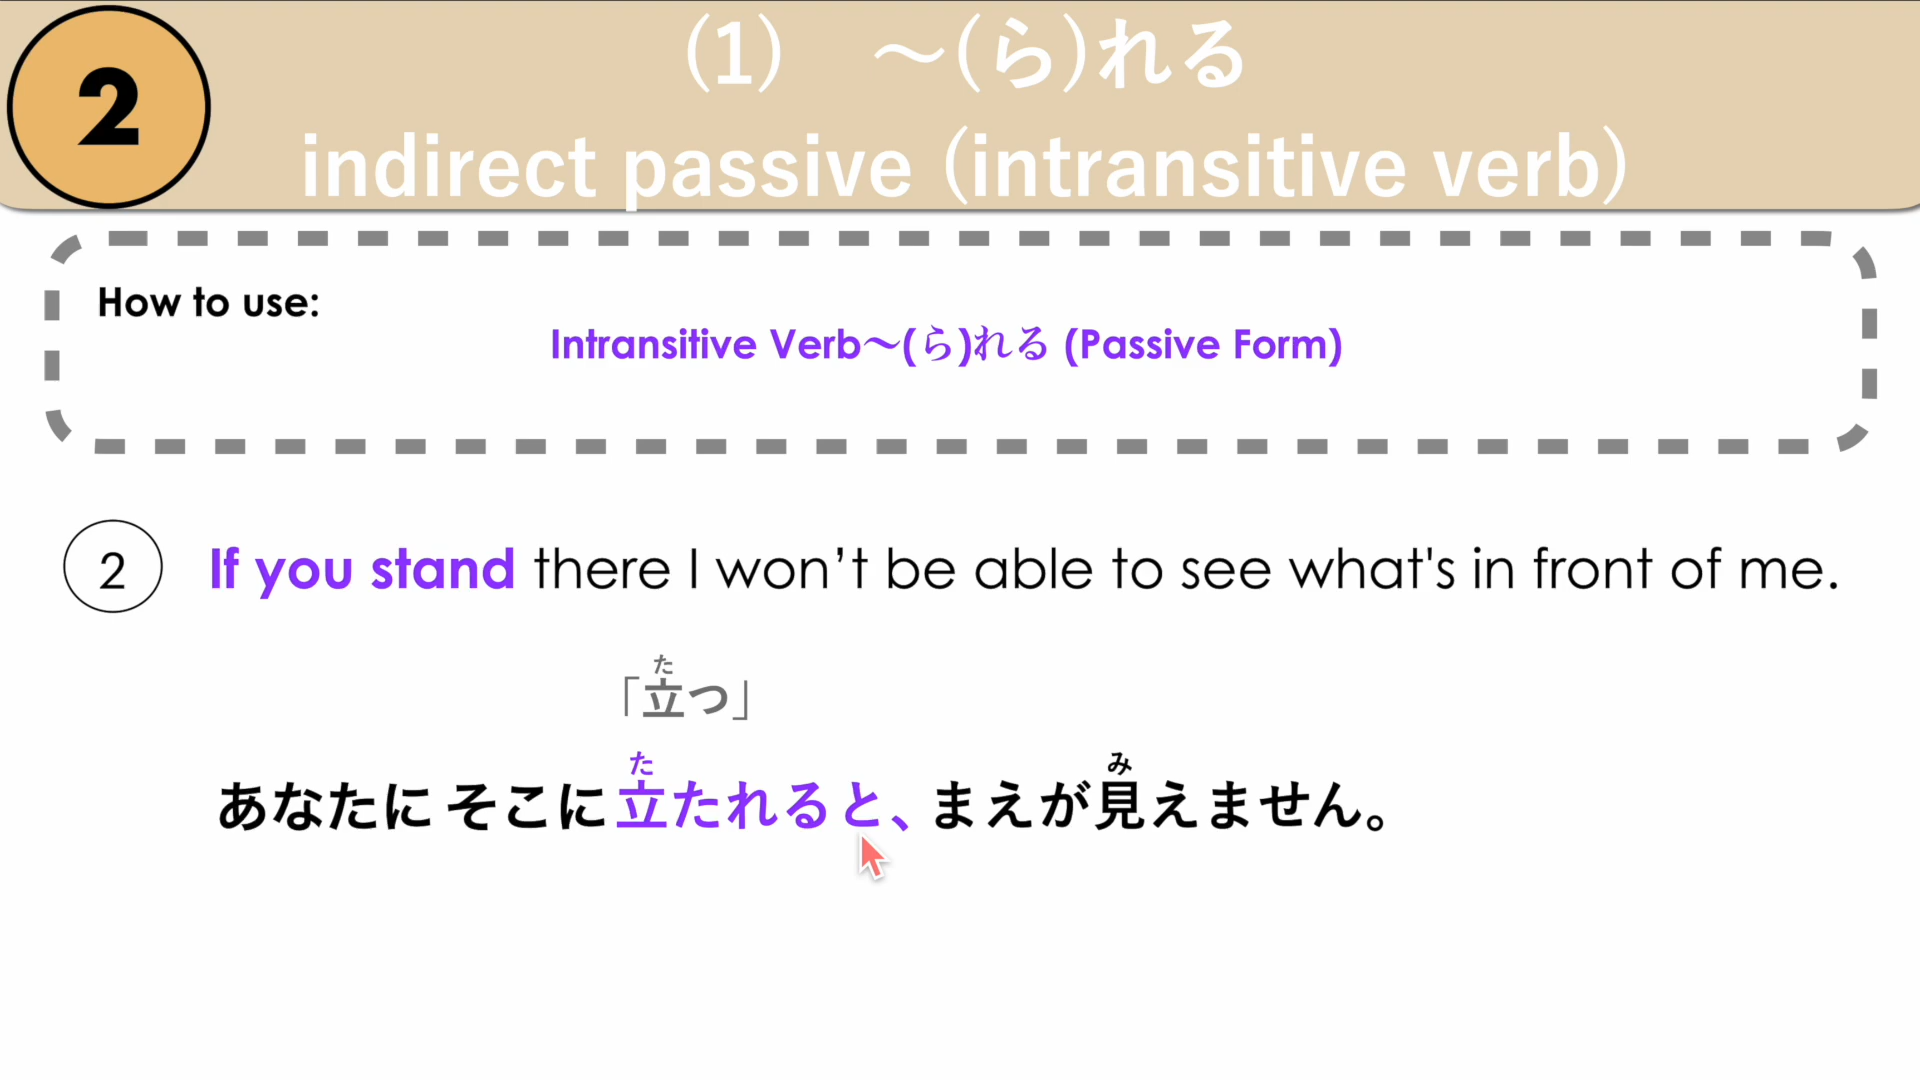 2
(1) ～(ら)れる
indirect passive (intransitive verb)
How to use:
Intransitive Verb～(ら)れる (Passive Form)
2
If you stand there I won’t be able to see what's in front of me.
た
「立つ」
た み
あなたに そこに立たれると、まえが見えません。